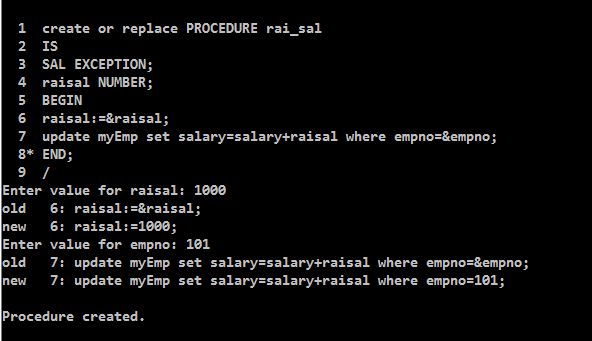 1 create or replace PROCEDURE rai_sal
2 IS
3 SAL EXCEPTION;
4 raisal NUMBER;
5 BEGIN
6 raisal:=&raisal;
7 update myEmp set salary=salary+raisal where empno=&empno;
8* END;
9 /
Enter value for raisal: 1000
old 6: raisal:=&raisal;
new 6: raisal:=1000;
Enter value for empno: 101
old 7: update myEmp set salary=salary+raisal where empno=&empno;
new 7: update myEmp set salary=salary+raisal where empno=101;
Procedure created.